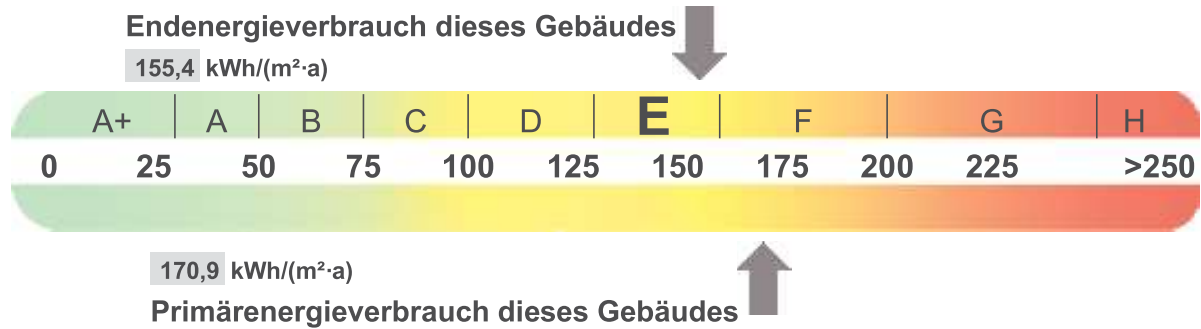 Endenergieverbrauch dieses Gebäudes
155,4 kWh/(m²·a)
A+ A B C D E F G H
0 25 50 75 100 125 150 175 200 225 >250
170,9 kWh/(m²·a)
Primärenergieverbrauch dieses Gebäudes